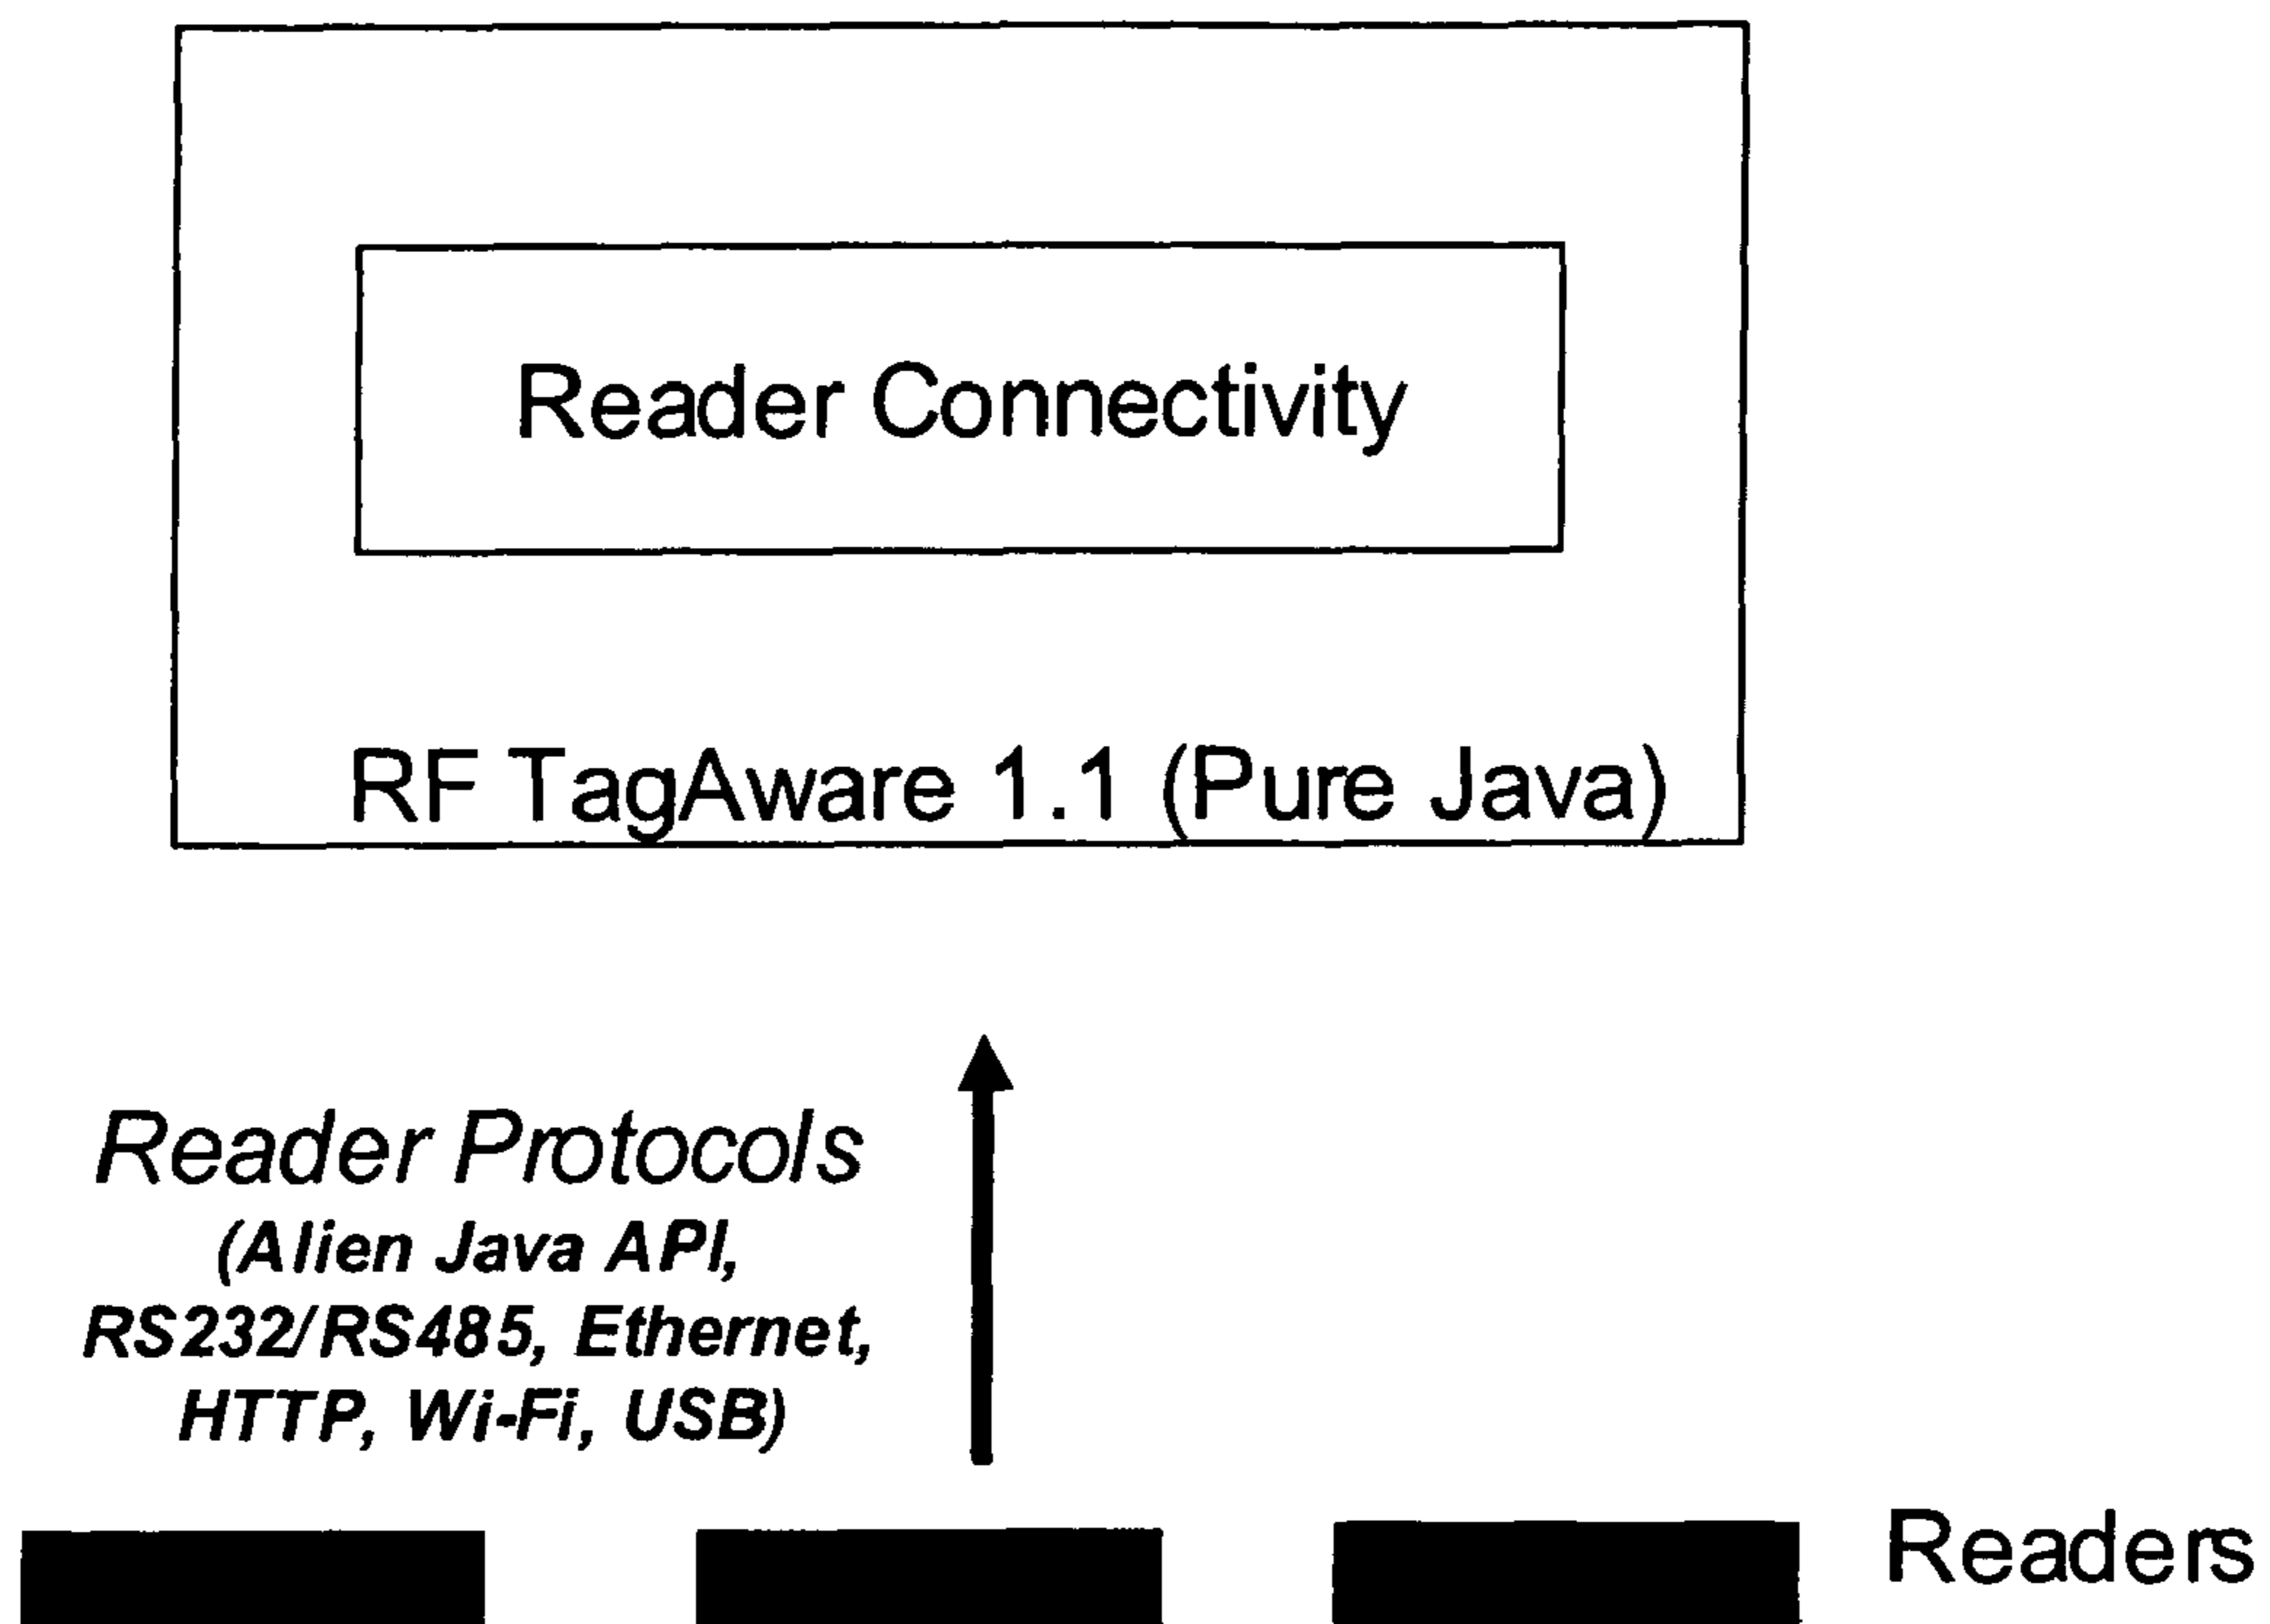 Reader Connectivity
RF TagAware 1.1 (Pure Java)
Reader Protocols
(Alien Java API,
RS232/RS485, Ethernet,
HTTP, Wi-Fi, USB)
Readers